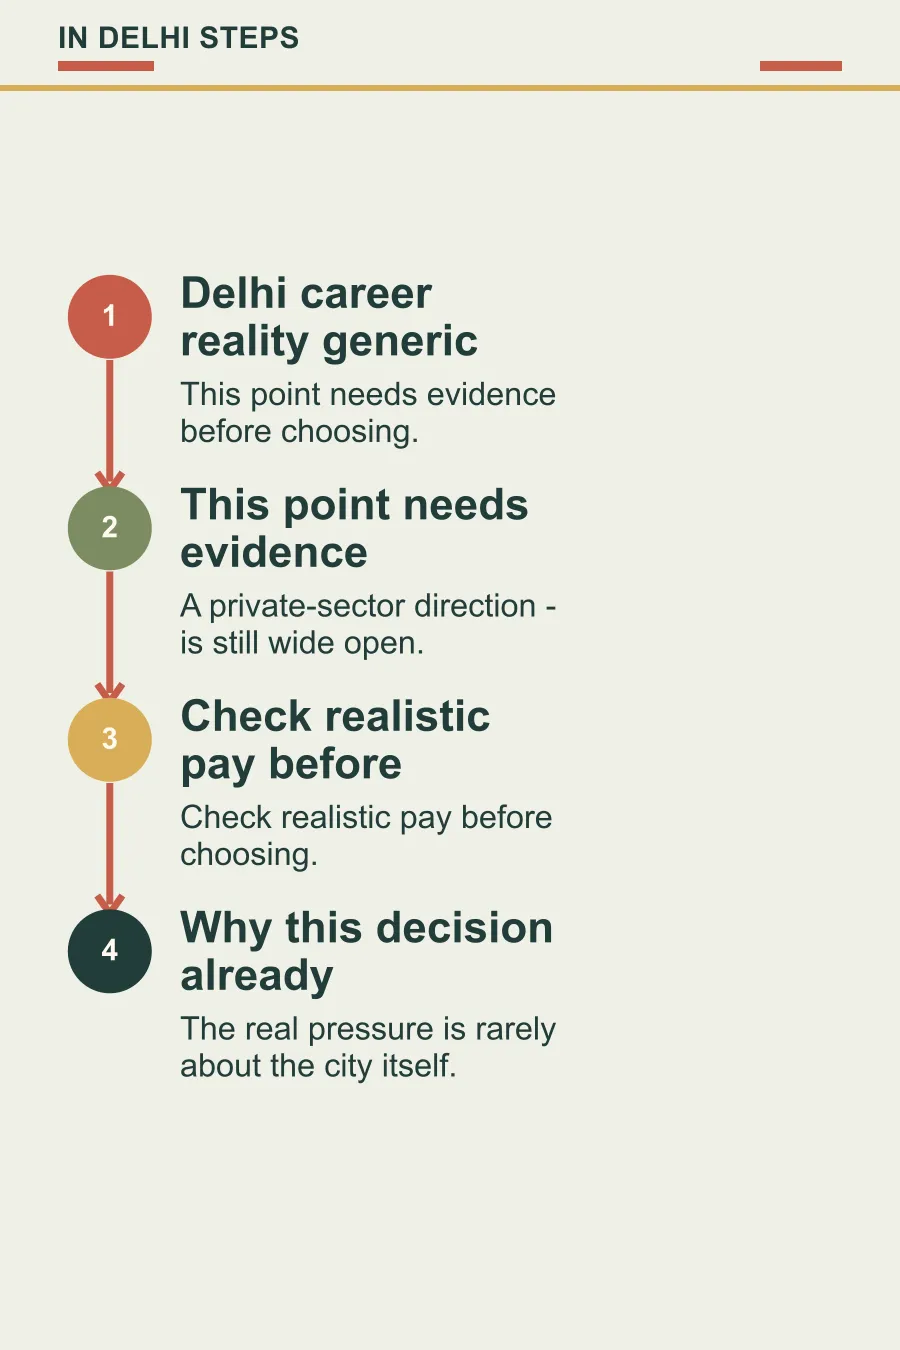 IN DELHI STEPS
1
Delhi career
reality generic
This point needs evidence
before choosing.
2
This point needs
evidence
A private-sector direction -
is still wide open.
3
Check realistic
pay before
Check realistic pay before
choosing.
4
Why this decision
already
The real pressure is rarely
about the city itself.